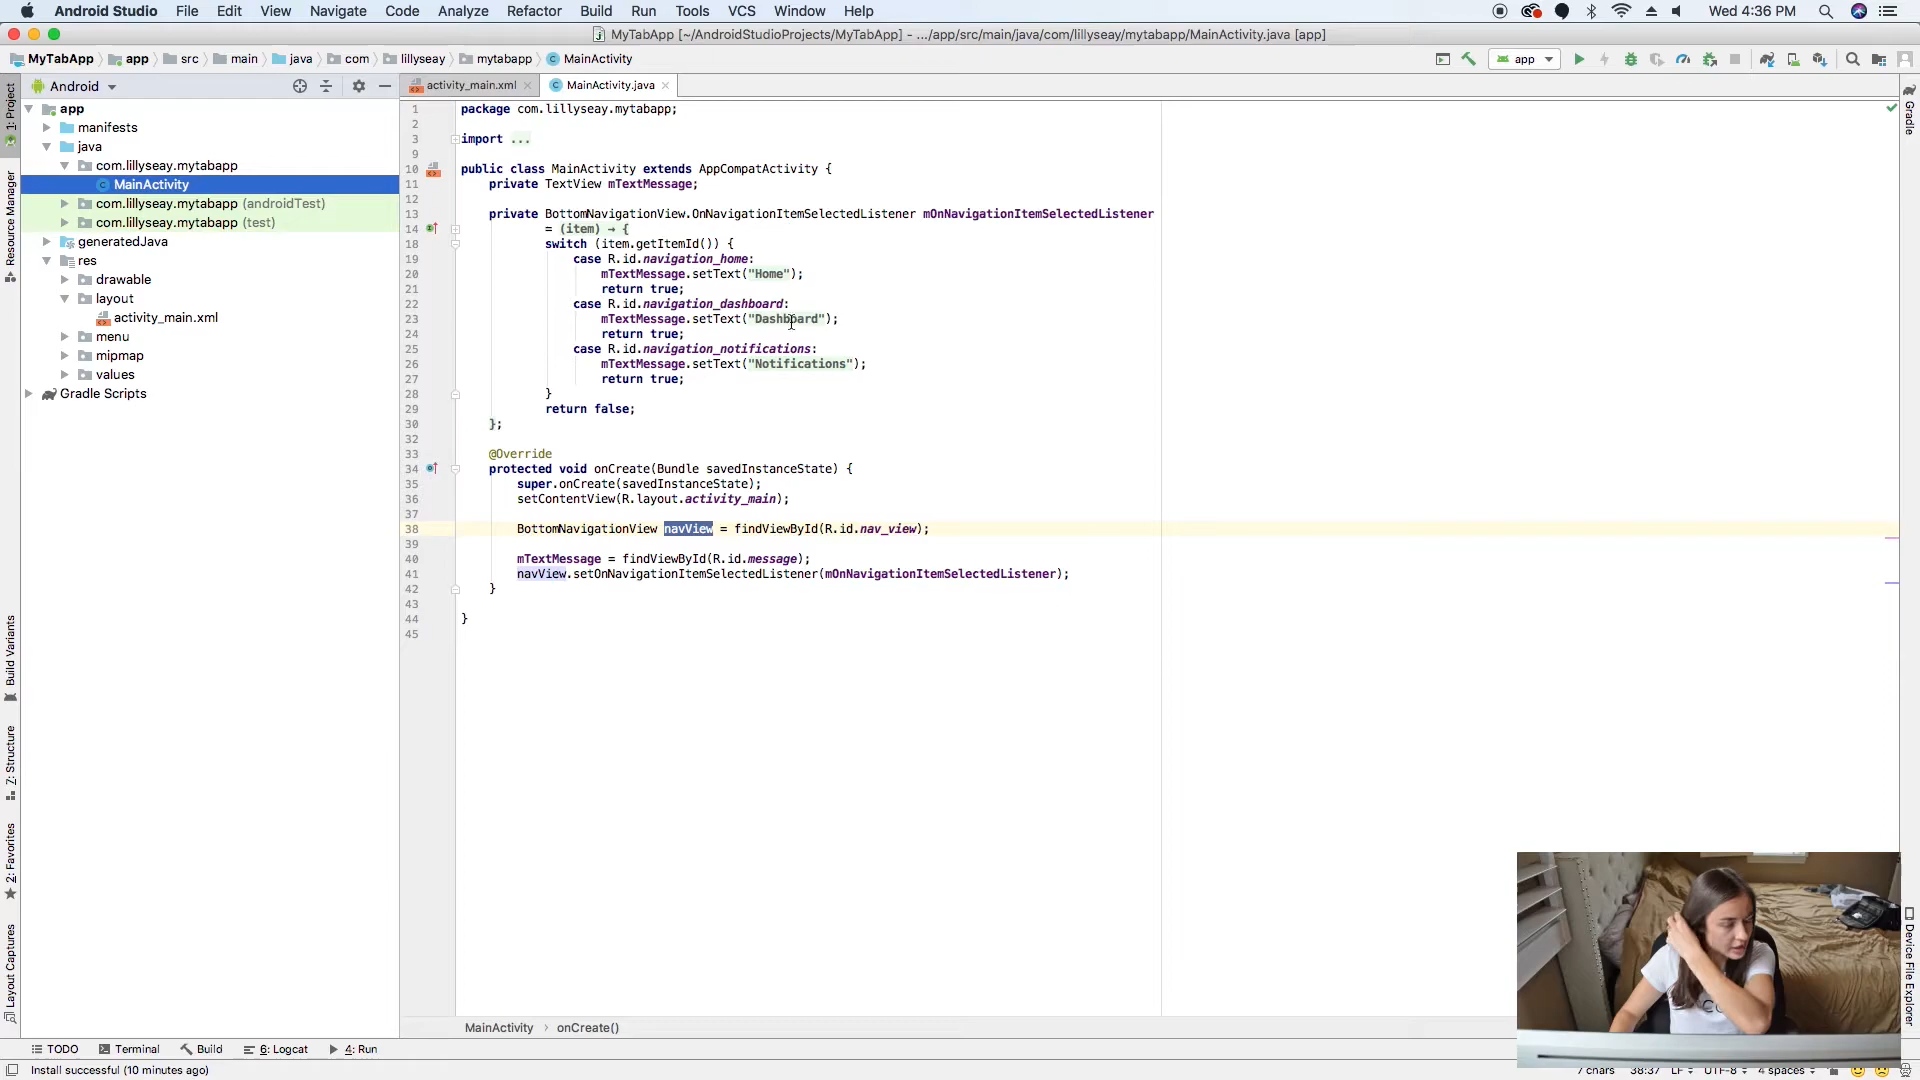 Android Studio File Edit View Navigate Code Analyze Refactor Build Run Tools VCS Window Help Wed 4:36 PM
MyTabApp [~/AndroidStudioProjects/MyTabApp] - .../app/src/main/java/com/lillyseay/mytabapp/MainActivity.java [app]
MyTabApp app src main java com lillyseay mytabapp MainActivity app
Android
activity_main.xml MainActivity.java
app
manifests
java
com.lillyseay.mytabapp
MainActivity
com.lillyseay.mytabapp (androidTest)
com.lillyseay.mytabapp (test)
generatedJava
res
drawable
layout
activity_main.xml
menu
mipmap
values
Gradle Scripts
1: Project
Resource Manager
Build Variants
Z: Structure
2: Favorites
Layout Captures
1 package com.lillyseay.mytabapp;
2
3 import ...
9
10 public class MainActivity extends AppCompatActivity {
11 private TextView mTextMessage;
12
13 private BottomNavigationView.OnNavigationItemSelectedListener mOnNavigationItemSelectedListener
14 = (item) → {
18 switch (item.getItemId()) {
19 case R.id.navigation_home:
20 mTextMessage.setText("Home");
21 return true;
22 case R.id.navigation_dashboard:
23 mTextMessage.setText("Dashboard");
24 return true;
25 case R.id.navigation_notifications:
26 mTextMessage.setText("Notifications");
27 return true;
28 }
29 return false;
30 };
32
33 @Override
34 protected void onCreate(Bundle savedInstanceState) {
35 super.onCreate(savedInstanceState);
36 setContentView(R.layout.activity_main);
37
38 BottomNavigationView navView = findViewById(R.id.nav_view);
39
40 mTextMessage = findViewById(R.id.message);
41 navView.setOnNavigationItemSelectedListener(mOnNavigationItemSelectedListener);
42 }
43
44 }
45
Gradle
Device File Explorer
MainActivity › onCreate()
TODO Terminal Build 6: Logcat 4: Run
Install successful (10 minutes ago) 7 chars 38:37 LF UTF-8 4 spaces